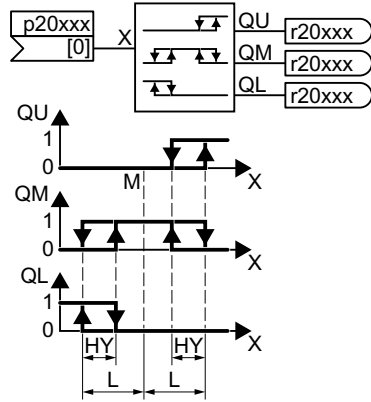 p20xxx
[0]
X
QU
r20xxx
QM
r20xxx
QL
r20xxx
QU
1
0
M
X
QM
1
0
X
QL
1
0
X
HY
HY
L
L